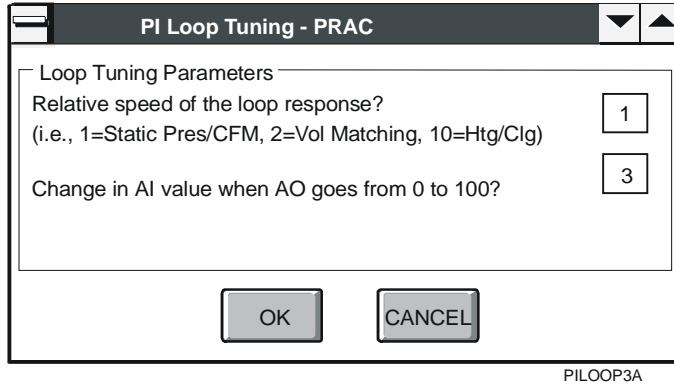 PI Loop Tuning - PRAC
Loop Tuning Parameters
Relative speed of the loop response?
(i.e., 1=Static Pres/CFM, 2=Vol Matching, 10=Htg/Clg)
1
Change in AI value when AO goes from 0 to 100?
3
OK
CANCEL
PILOOP3A